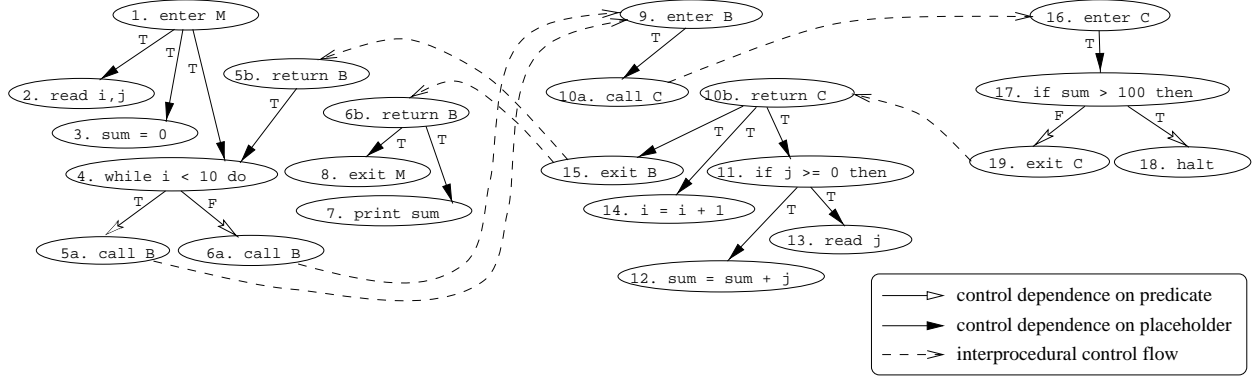 1. enter M
T
T
T
2. read i,j
3. sum = 0
5b. return B
T
4. while i < 10 do
T
F
5a. call B
6a. call B
6b. return B
T
T
8. exit M
7. print sum
9. enter B
T
10a. call C
10b. return C
T
T
T
15. exit B
14. i = i + 1
11. if j >= 0 then
T
T
13. read j
12. sum = sum + j
16. enter C
T
17. if sum > 100 then
F
T
19. exit C
18. halt
control dependence on predicate
control dependence on placeholder
interprocedural control flow